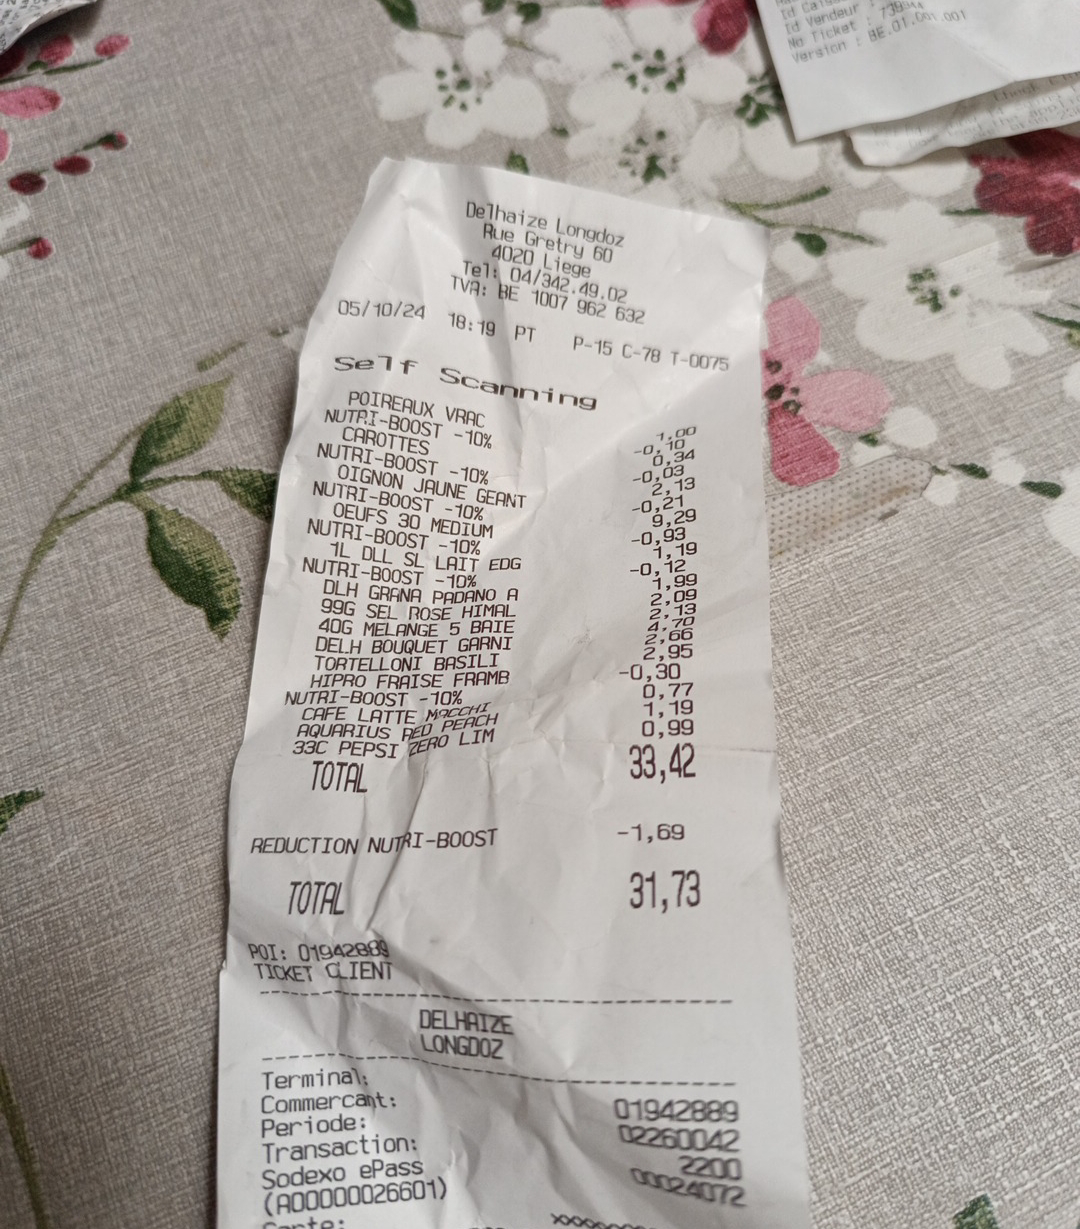 Id Vendeur :
No Ticket :
Version : BE.01.001.001
Delhaize Longdoz
Rue Gretry 60
4020 Liege
Tel: 04/342.49.02
TVA: BE 1007 962 632
05/10/24 18:19 PT P-15 C-78 T-0075
Self Scanning
POIREAUX VRAC 1,00
NUTRI-BOOST -10% -0,10
CAROTTES 0,34
NUTRI-BOOST -10% -0,03
OIGNON JAUNE GEANT 2,13
NUTRI-BOOST -10% -0,21
OEUFS 30 MEDIUM 9,29
NUTRI-BOOST -10% -0,93
1L DLL SL LAIT EDG 1,19
NUTRI-BOOST -10% -0,12
DLH GRANA PADANO A 1,99
99G SEL ROSE HIMAL 2,09
40G MELANGE 5 BAIE 2,13
DELH BOUQUET GARNI 4,70
TORTELLONI BASILI 2,66
HIPRO FRAISE FRAMB 2,95
NUTRI-BOOST -10% -0,30
CAFE LATTE MACCHI 0,77
AQUARIUS RED PEACH 1,19
33C PEPSI ZERO LIM 0,99
TOTAL 33,42
REDUCTION NUTRI-BOOST -1,69
TOTAL 31,73
POI: 01942889
TICKET CLIENT
DELHAIZE
LONGDOZ
Terminal: 01942889
Commercant: 02260042
Periode: 2200
Transaction: 00024072
Sodexo ePass
(A00000026601)
Carte: